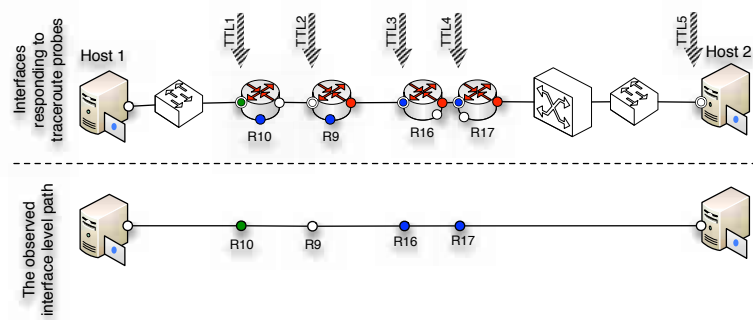 TTL1
TTL2
TTL3
TTL4
TTL5
Interfaces
responding to
traceroute probes
Host 1
Host 2
R10
R9
R16
R17
The observed
interface level path
R10
R9
R16
R17